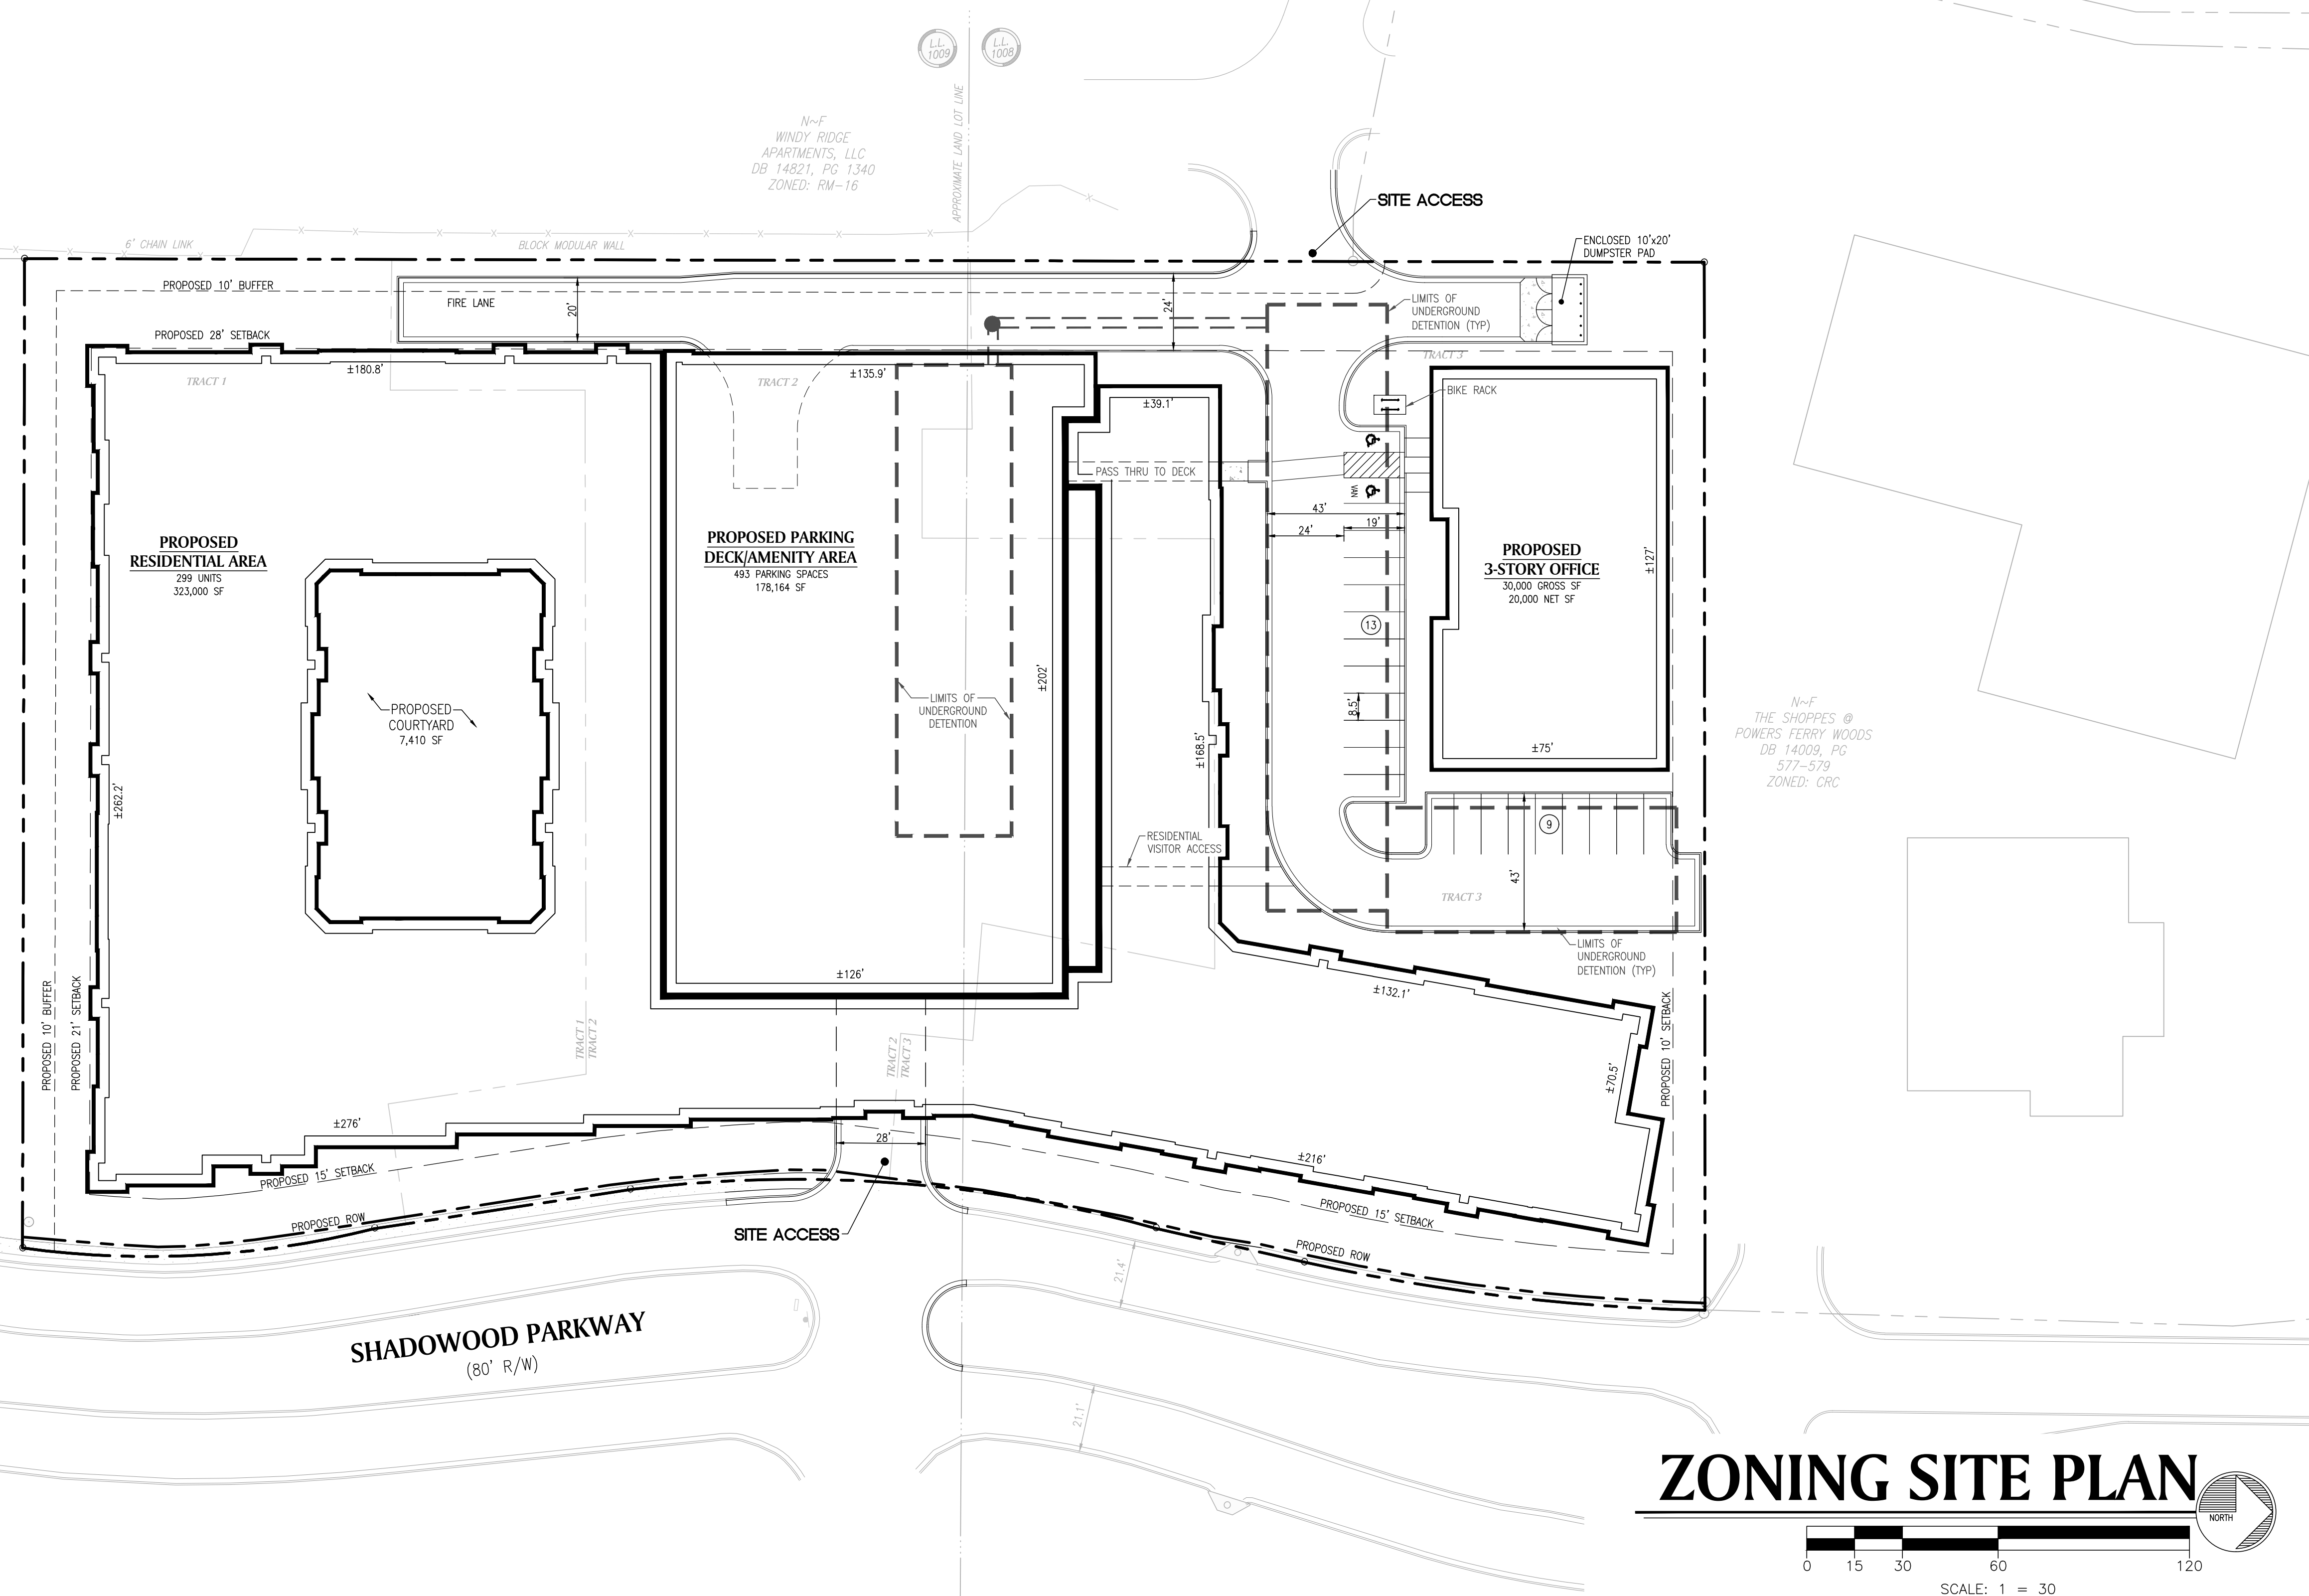 L.L.
1009
L.L.
1008
APPROXIMATE LAND LOT LINE
N~F
WINDY RIDGE
APARTMENTS, LLC
DB 14821, PG 1340
ZONED: RM-16
SITE ACCESS
6' CHAIN LINK
BLOCK MODULAR WALL
ENCLOSED 10'x20'
DUMPSTER PAD
PROPOSED 10' BUFFER
FIRE LANE
20'
24'
LIMITS OF
UNDERGROUND
DETENTION (TYP)
PROPOSED 28' SETBACK
TRACT 1
±180.8'
TRACT 2
±135.9'
TRACT 3
±39.1'
BIKE RACK
PASS THRU TO DECK
VAN
43'
19'
24'
PROPOSED
RESIDENTIAL AREA
299 UNITS
323,000 SF
PROPOSED PARKING
DECK/AMENITY AREA
493 PARKING SPACES
178,164 SF
PROPOSED
3-STORY OFFICE
30,000 GROSS SF
20,000 NET SF
±127'
13
±202'
8.5'
PROPOSED
COURTYARD
7,410 SF
LIMITS OF
UNDERGROUND
DETENTION
±168.5'
±75'
N~F
THE SHOPPES @
POWERS FERRY WOODS
DB 14009, PG
577-579
ZONED: CRC
±262.2'
RESIDENTIAL
VISITOR ACCESS
9
43'
TRACT 3
LIMITS OF
UNDERGROUND
DETENTION (TYP)
±126'
±132.1'
PROPOSED 10' BUFFER
PROPOSED 21' SETBACK
TRACT 1
TRACT 2
TRACT 2
TRACT 3
±70.5'
PROPOSED 10' SETBACK
±276'
28'
±216'
PROPOSED 15' SETBACK
PROPOSED 15' SETBACK
PROPOSED ROW
SITE ACCESS
PROPOSED ROW
21.4'
SHADOWOOD PARKWAY
(80' R/W)
21.1'
ZONING SITE PLAN
NORTH
0 15 30 60 120
SCALE: 1 = 30